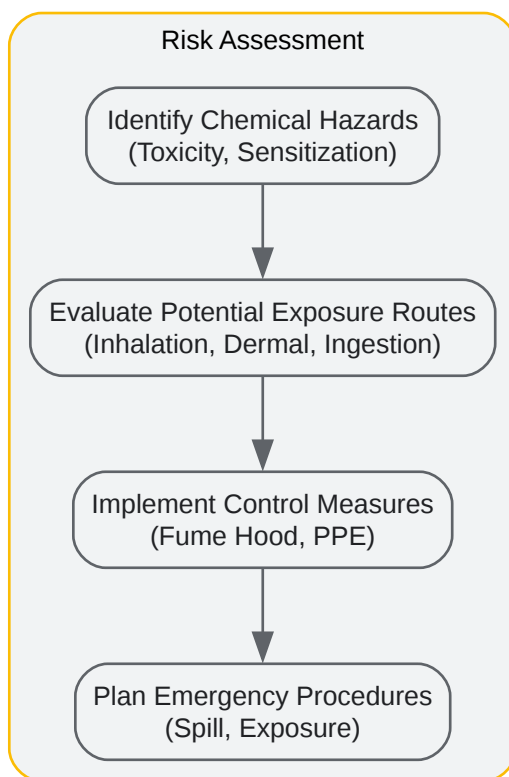 Risk Assessment
Identify Chemical Hazards
(Toxicity, Sensitization)
Evaluate Potential Exposure Routes
(Inhalation, Dermal, Ingestion)
Implement Control Measures
(Fume Hood, PPE)
Plan Emergency Procedures
(Spill, Exposure)